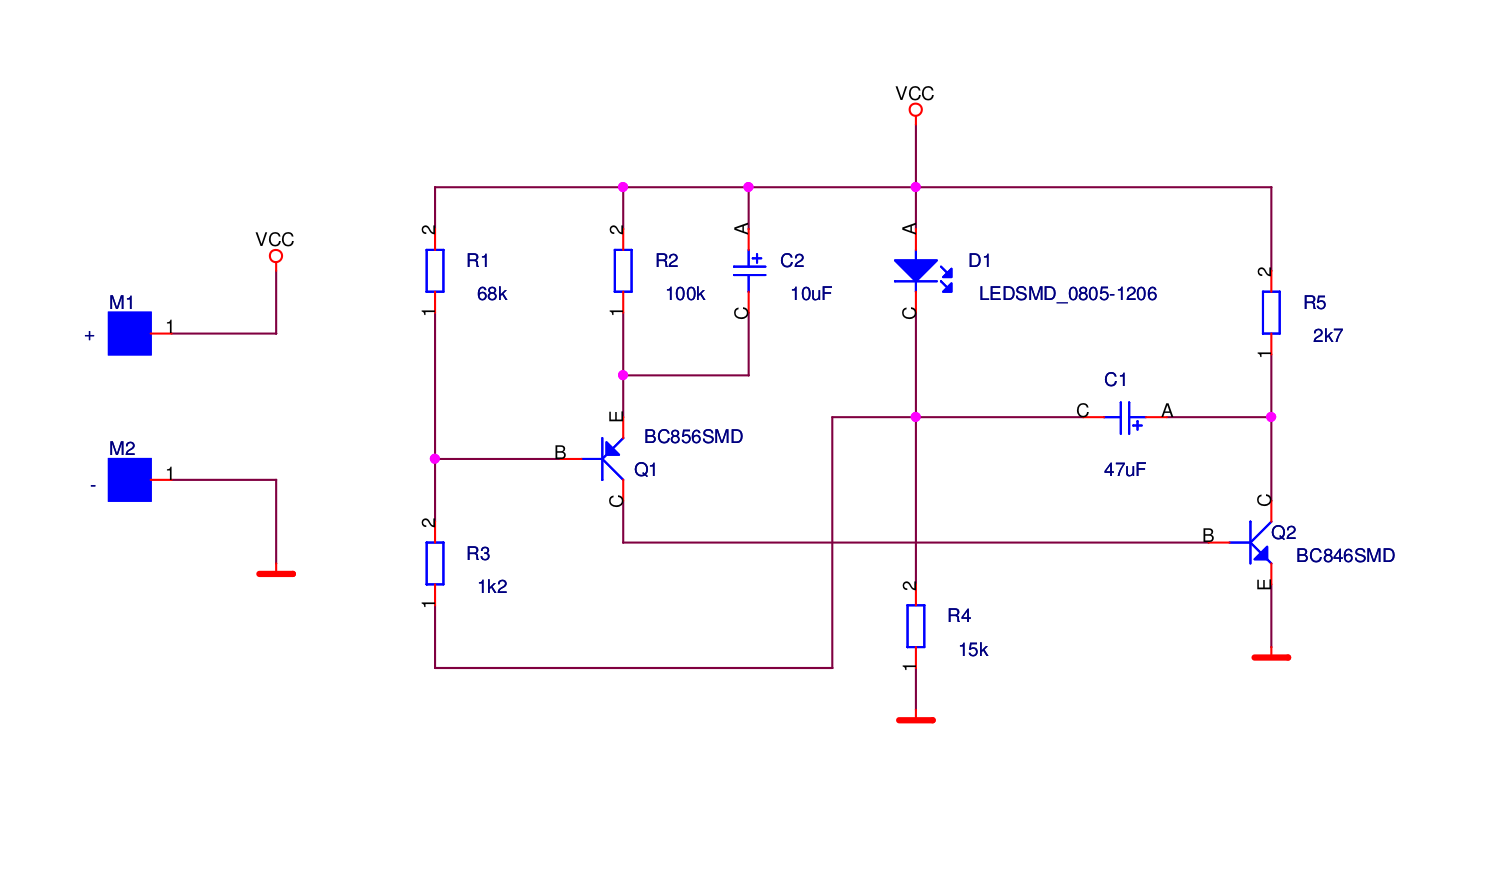 VCC
VCC
M1
+
1
M2
-
1
2
R1
68k
1
2
R2
100k
1
A
+
C2
10uF
C
A
D1
LEDSMD_0805-1206
C
2
R5
2k7
1
C1
C
A
+
47uF
E
BC856SMD
B
Q1
C
C
B
Q2
BC846SMD
E
2
R3
1k2
1
2
R4
15k
1